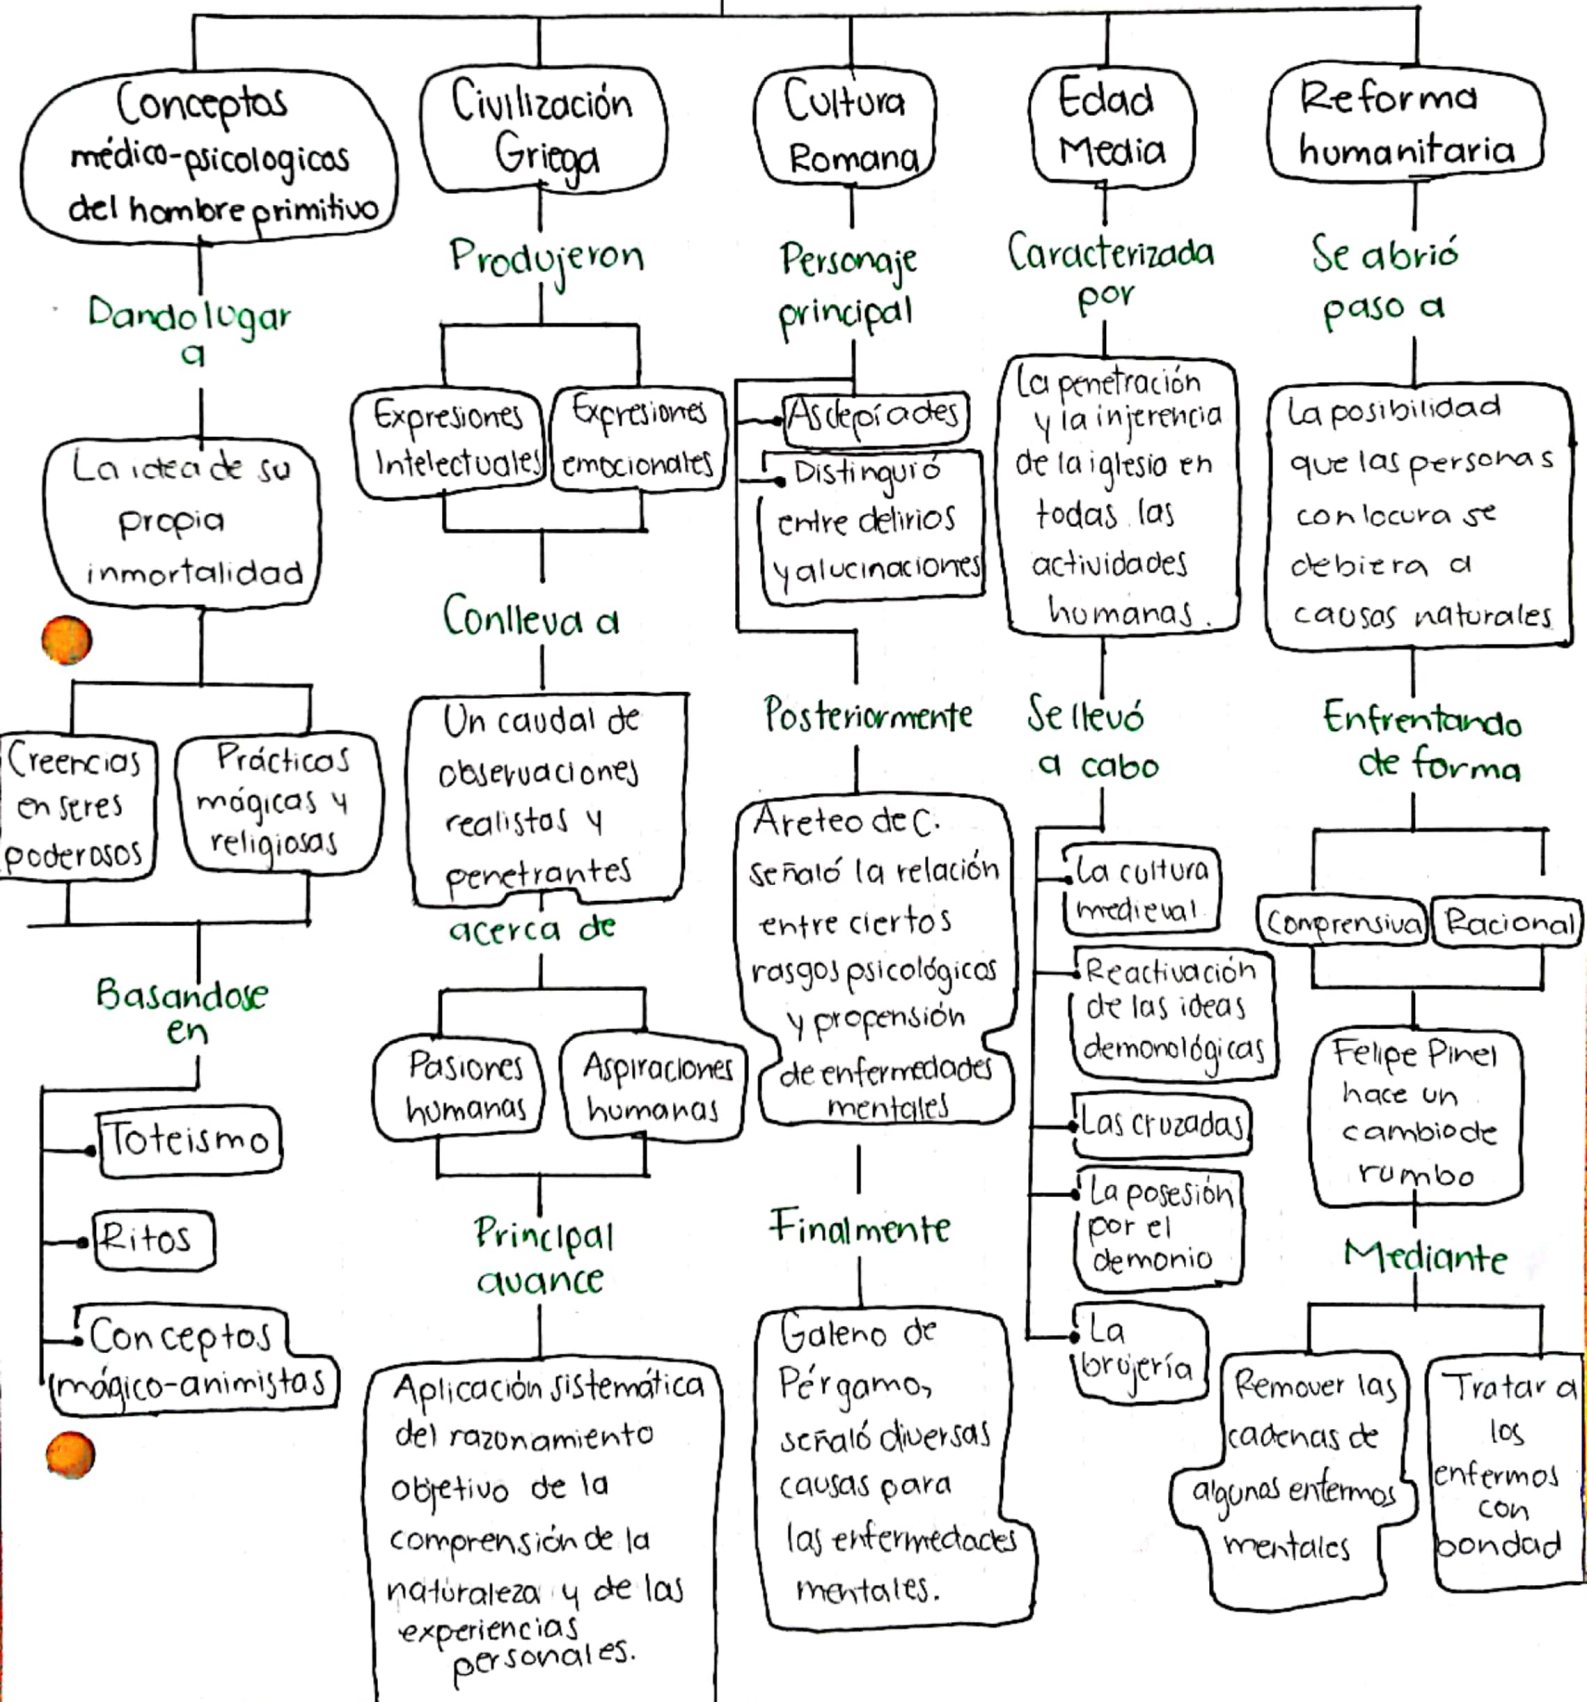 Conceptos
médico-psicologicos
del hombre primitivo
Dando lugar
a
La idea de su
propia
inmortalidad
Creencias
en seres
poderosos
Prácticas
mágicas y
religiosas
Basandose
en
Toteismo
Ritos
Conceptos
mágico-animistas
Civilización
Griega
Produjeron
Expresiones
Intelectuales
Expresiones
emocionales
Conlleva a
Un caudal de
observaciones
realistas y
penetrantes
acerca de
Pasiones
humanas
Aspiraciones
humanas
Principal
avance
Aplicación sistemática
del razonamiento
objetivo de la
comprensión de la
naturaleza y de las
experiencias
personales.
Cultura
Romana
Personaje
principal
Asclepíades
Distinguió
entre delirios
y alucinaciones
Posteriormente
Areteo de C.
señaló la relación
entre ciertos
rasgos psicológicos
y propensión
de enfermedades
mentales
Finalmente
Galeno de
Pérgamo,
señaló diversas
causas para
las enfermedades
mentales.
Edad
Media
Caracterizada
por
La penetración
y la injerencia
de la iglesia en
todas las
actividades
humanas.
Se llevó
a cabo
La cultura
medieval.
Reactivación
de las ideas
demonológicas
Las cruzadas
La posesión
por el
demonio
La
brujería
Reforma
humanitaria
Se abrió
paso a
La posibilidad
que las personas
con locura se
debiera a
causas naturales
Enfrentando
de forma
Comprensiva
Racional
Felipe Pinel
hace un
cambio de
rumbo
Mediante
Remover las
cadenas de
algunos enfermos
mentales
Tratar a
los
enfermos
con
bondad